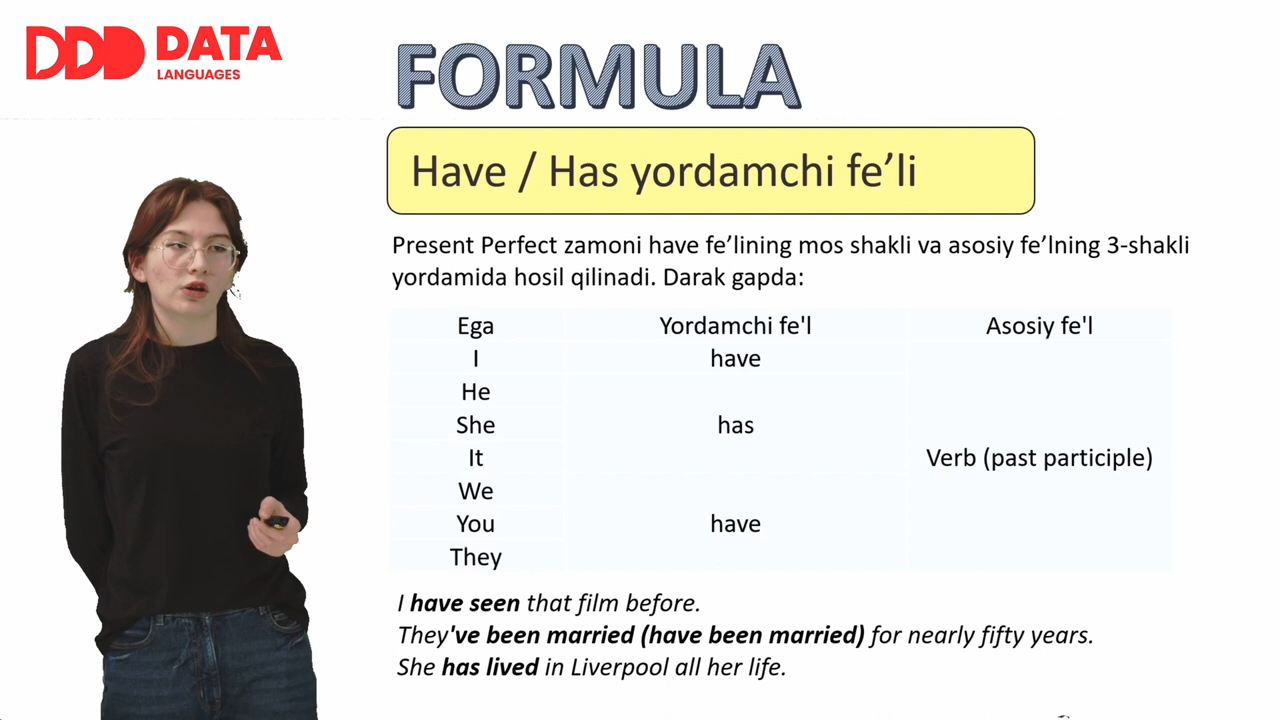 DATA
LANGUAGES
FORMULA
Have / Has yordamchi fe’li
Present Perfect zamoni have fe’lining mos shakli va asosiy fe’lning 3-shakli
yordamida hosil qilinadi. Darak gapda:
Ega Yordamchi fe'l Asosiy fe'l
I have
He
She has
It Verb (past participle)
We
You have
They
I have seen that film before.
They've been married (have been married) for nearly fifty years.
She has lived in Liverpool all her life.